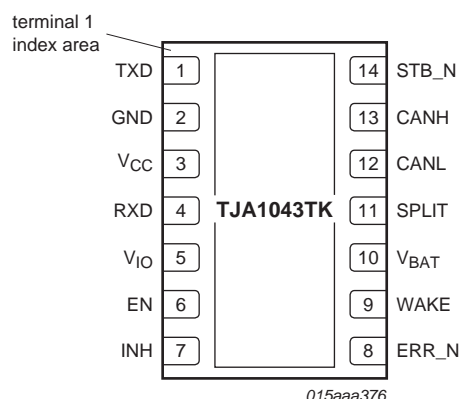 terminal 1
index area
TXD 1 14 STB_N
GND 2 13 CANH
VCC 3 12 CANL
RXD 4 TJA1043TK 11 SPLIT
VIO 5 10 VBAT
EN 6 9 WAKE
INH 7 8 ERR_N
015aaa376